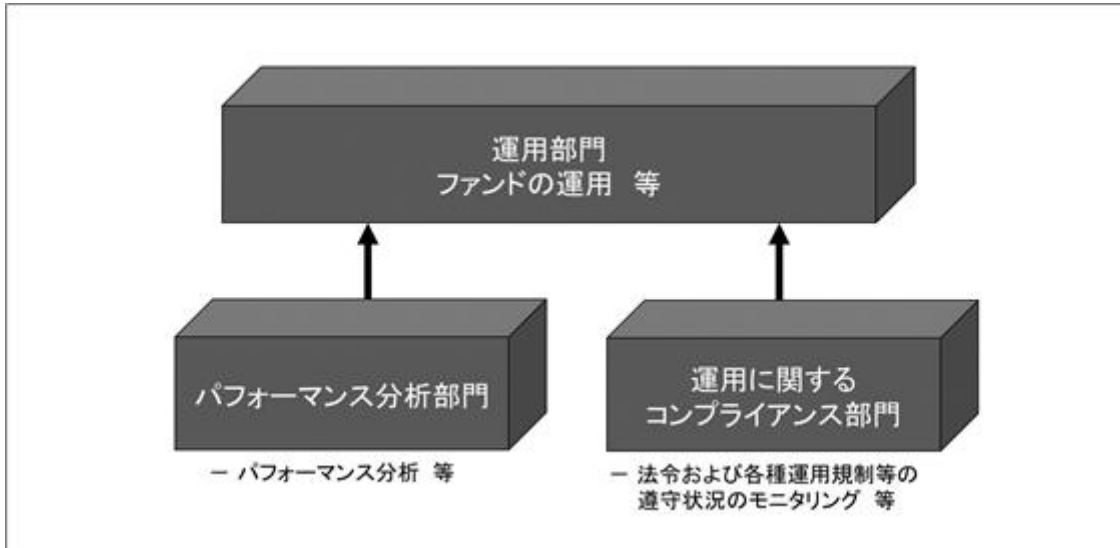 運用部門
ファンドの運用 等
パフォーマンス分析部門
－ パフォーマンス分析 等
運用に関する
コンプライアンス部門
－ 法令および各種運用規制等の
遵守状況のモニタリング 等